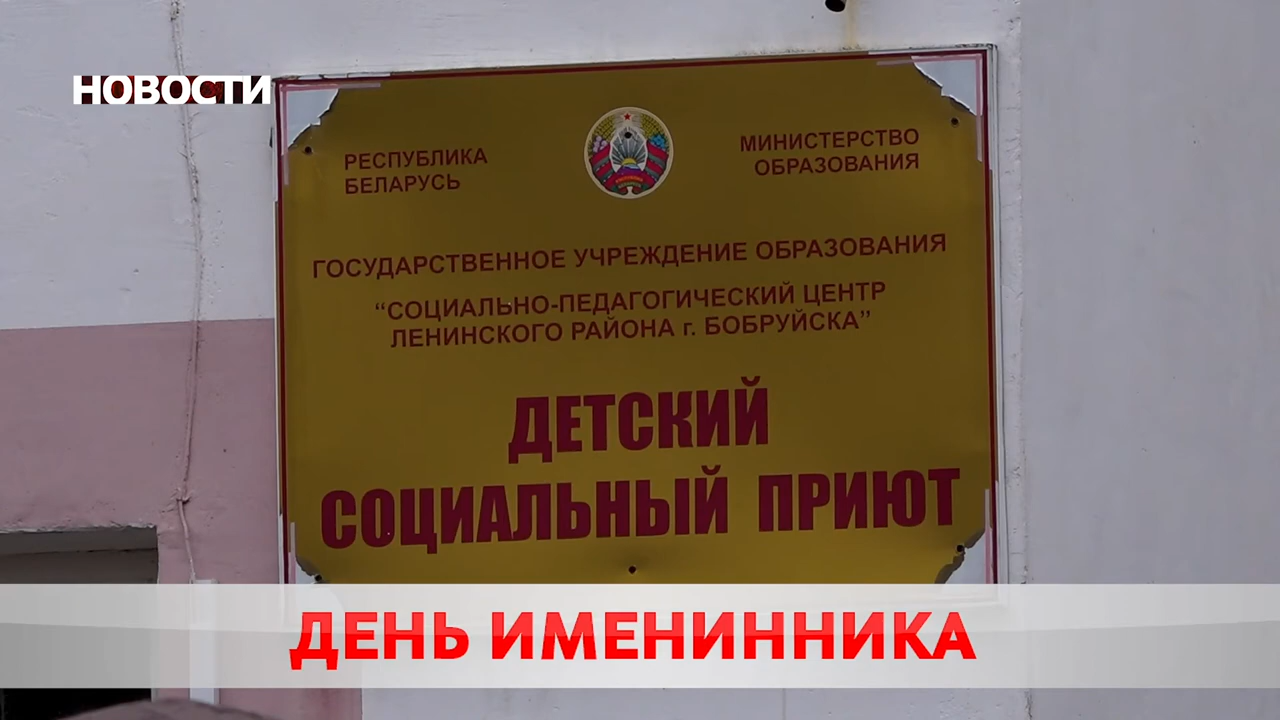 НОВОСТИ
РЕСПУБЛИКА
БЕЛАРУСЬ
МИНИСТЕРСТВО
ОБРАЗОВАНИЯ
ГОСУДАРСТВЕННОЕ УЧРЕЖДЕНИЕ ОБРАЗОВАНИЯ
“СОЦИАЛЬНО-ПЕДАГОГИЧЕСКИЙ ЦЕНТР
ЛЕНИНСКОГО РАЙОНА г. БОБРУЙСКА”
ДЕТСКИЙ
СОЦИАЛЬНЫЙ ПРИЮТ
ДЕНЬ ИМЕНИННИКА